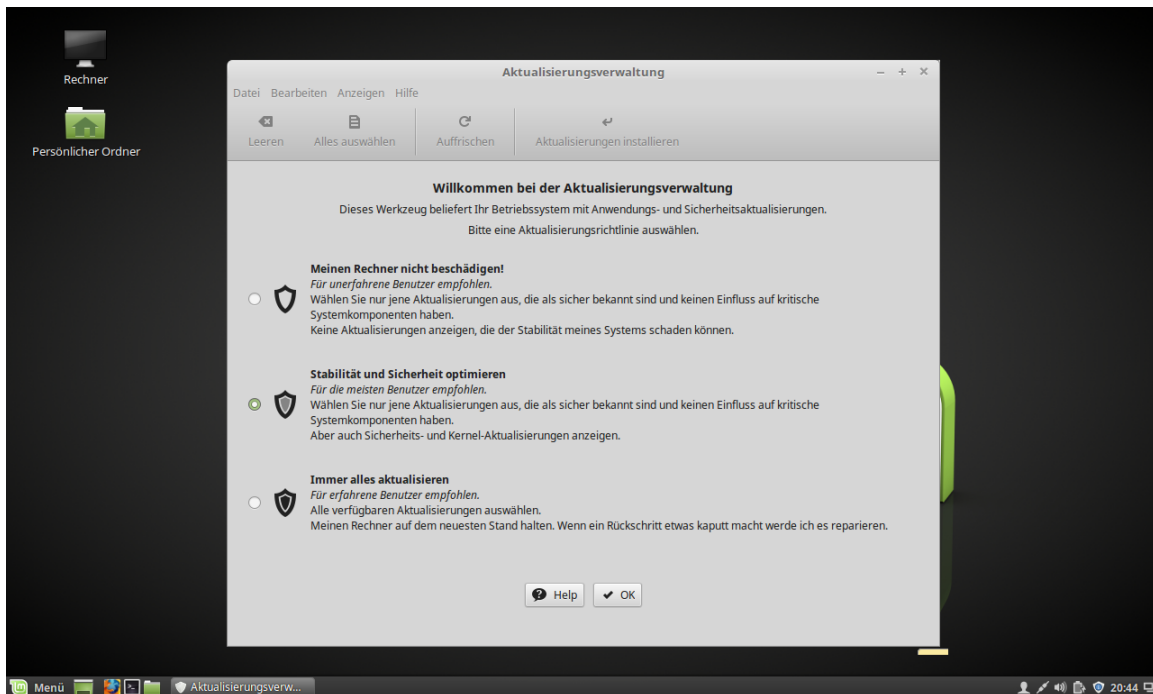 Rechner
Persönlicher Ordner
Aktualisierungsverwaltung
Datei Bearbeiten Anzeigen Hilfe
Leeren Alles auswählen Auffrischen Aktualisierungen installieren
Willkommen bei der Aktualisierungsverwaltung
Dieses Werkzeug beliefert Ihr Betriebssystem mit Anwendungs- und Sicherheitsaktualisierungen.
Bitte eine Aktualisierungsrichtlinie auswählen.
Meinen Rechner nicht beschädigen!
Für unerfahrene Benutzer empfohlen.
Wählen Sie nur jene Aktualisierungen aus, die als sicher bekannt sind und keinen Einfluss auf kritische
Systemkomponenten haben.
Keine Aktualisierungen anzeigen, die der Stabilität meines Systems schaden können.
Stabilität und Sicherheit optimieren
Für die meisten Benutzer empfohlen.
Wählen Sie nur jene Aktualisierungen aus, die als sicher bekannt sind und keinen Einfluss auf kritische
Systemkomponenten haben.
Aber auch Sicherheits- und Kernel-Aktualisierungen anzeigen.
Immer alles aktualisieren
Für erfahrene Benutzer empfohlen.
Alle verfügbaren Aktualisierungen auswählen.
Meinen Rechner auf dem neuesten Stand halten. Wenn ein Rückschritt etwas kaputt macht werde ich es reparieren.
Help OK
Menü Aktualisierungsverw... 20:44